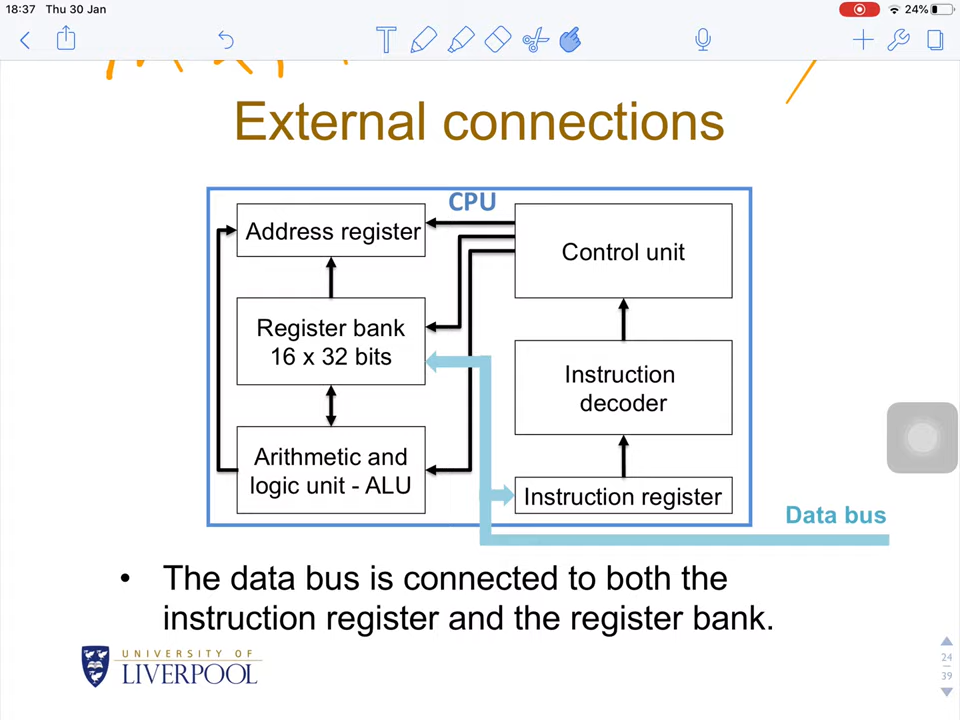 18:37 Thu 30 Jan
24%
T
External connections
CPU
Address register
Control unit
Register bank
16 x 32 bits
Instruction
decoder
Arithmetic and
logic unit - ALU
Instruction register
Data bus
• The data bus is connected to both the
instruction register and the register bank.
UNIVERSITY OF
LIVERPOOL
24
39